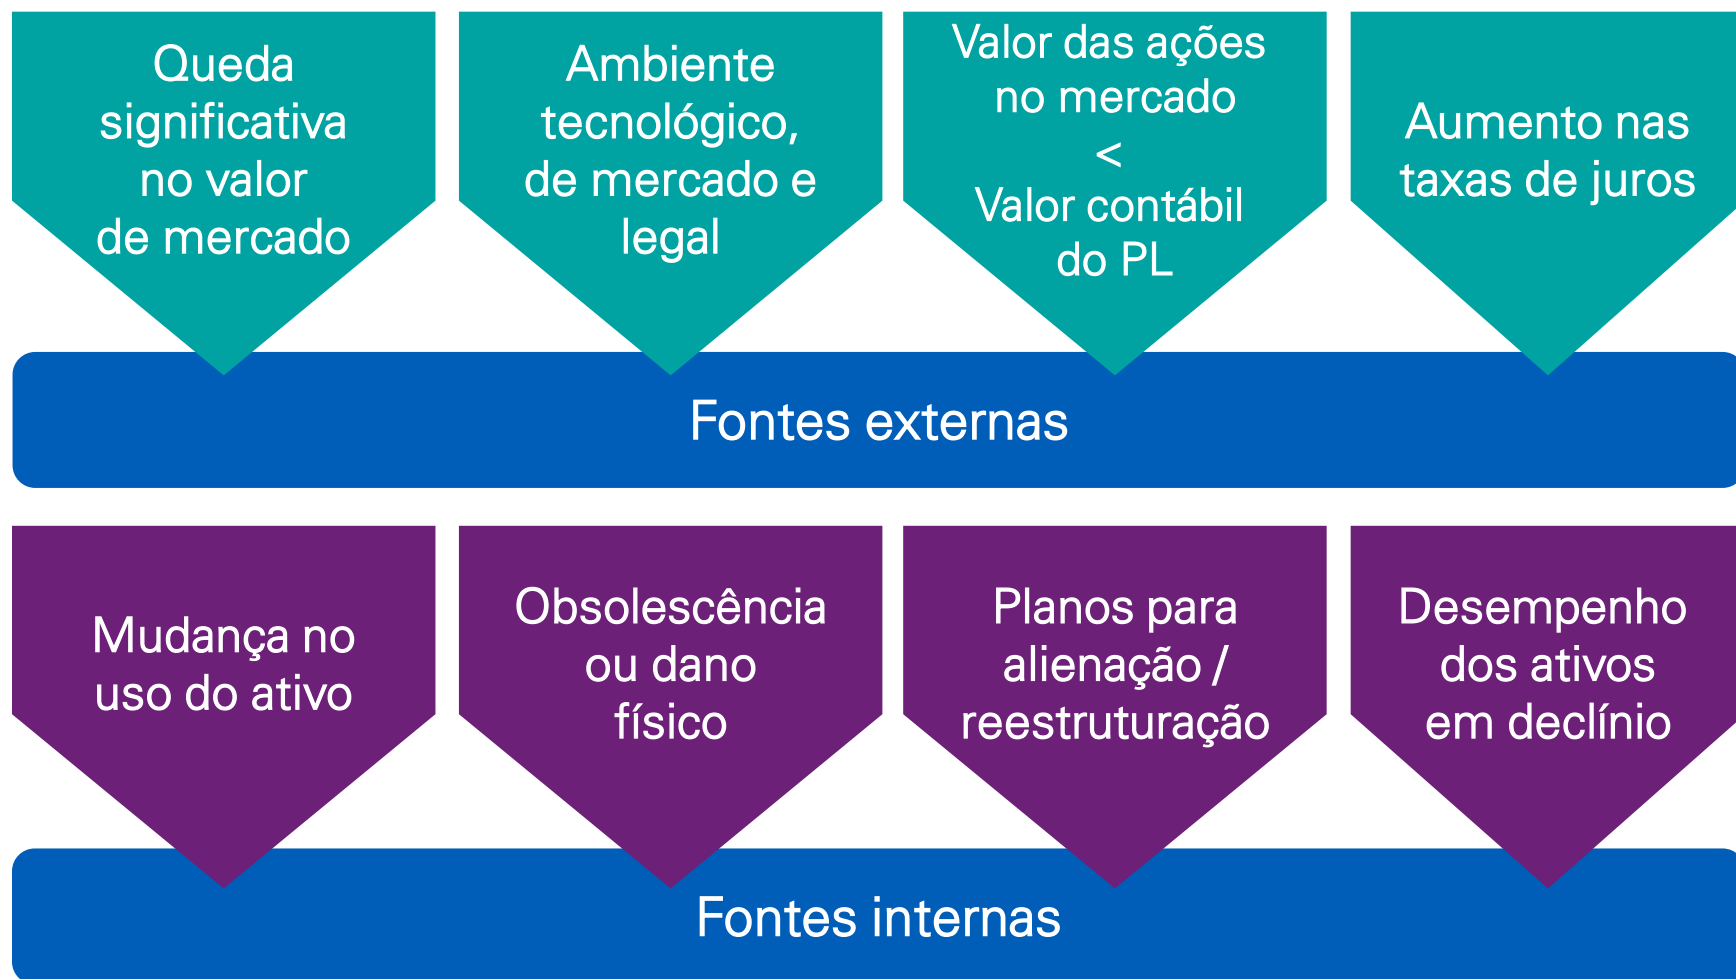 Queda
significativa
no valor
de mercado
Ambiente
tecnológico,
de mercado e
legal
Valor das ações
no mercado
<
Valor contábil
do PL
Aumento nas
taxas de juros
Fontes externas
Mudança no
uso do ativo
Obsolescência
ou dano
físico
Planos para
alienação /
reestruturação
Desempenho
dos ativos
em declínio
Fontes internas